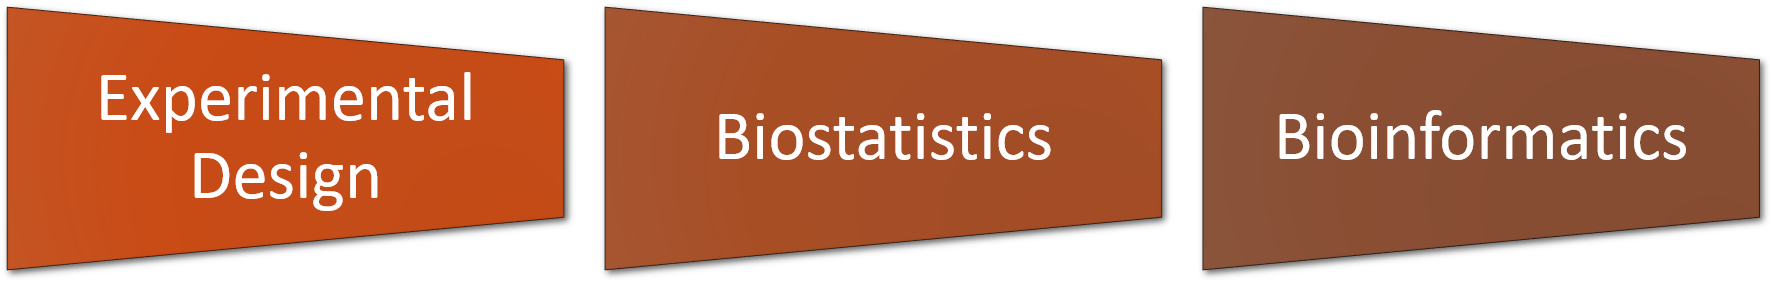 Experimental
Design
Biostatistics
Bioinformatics